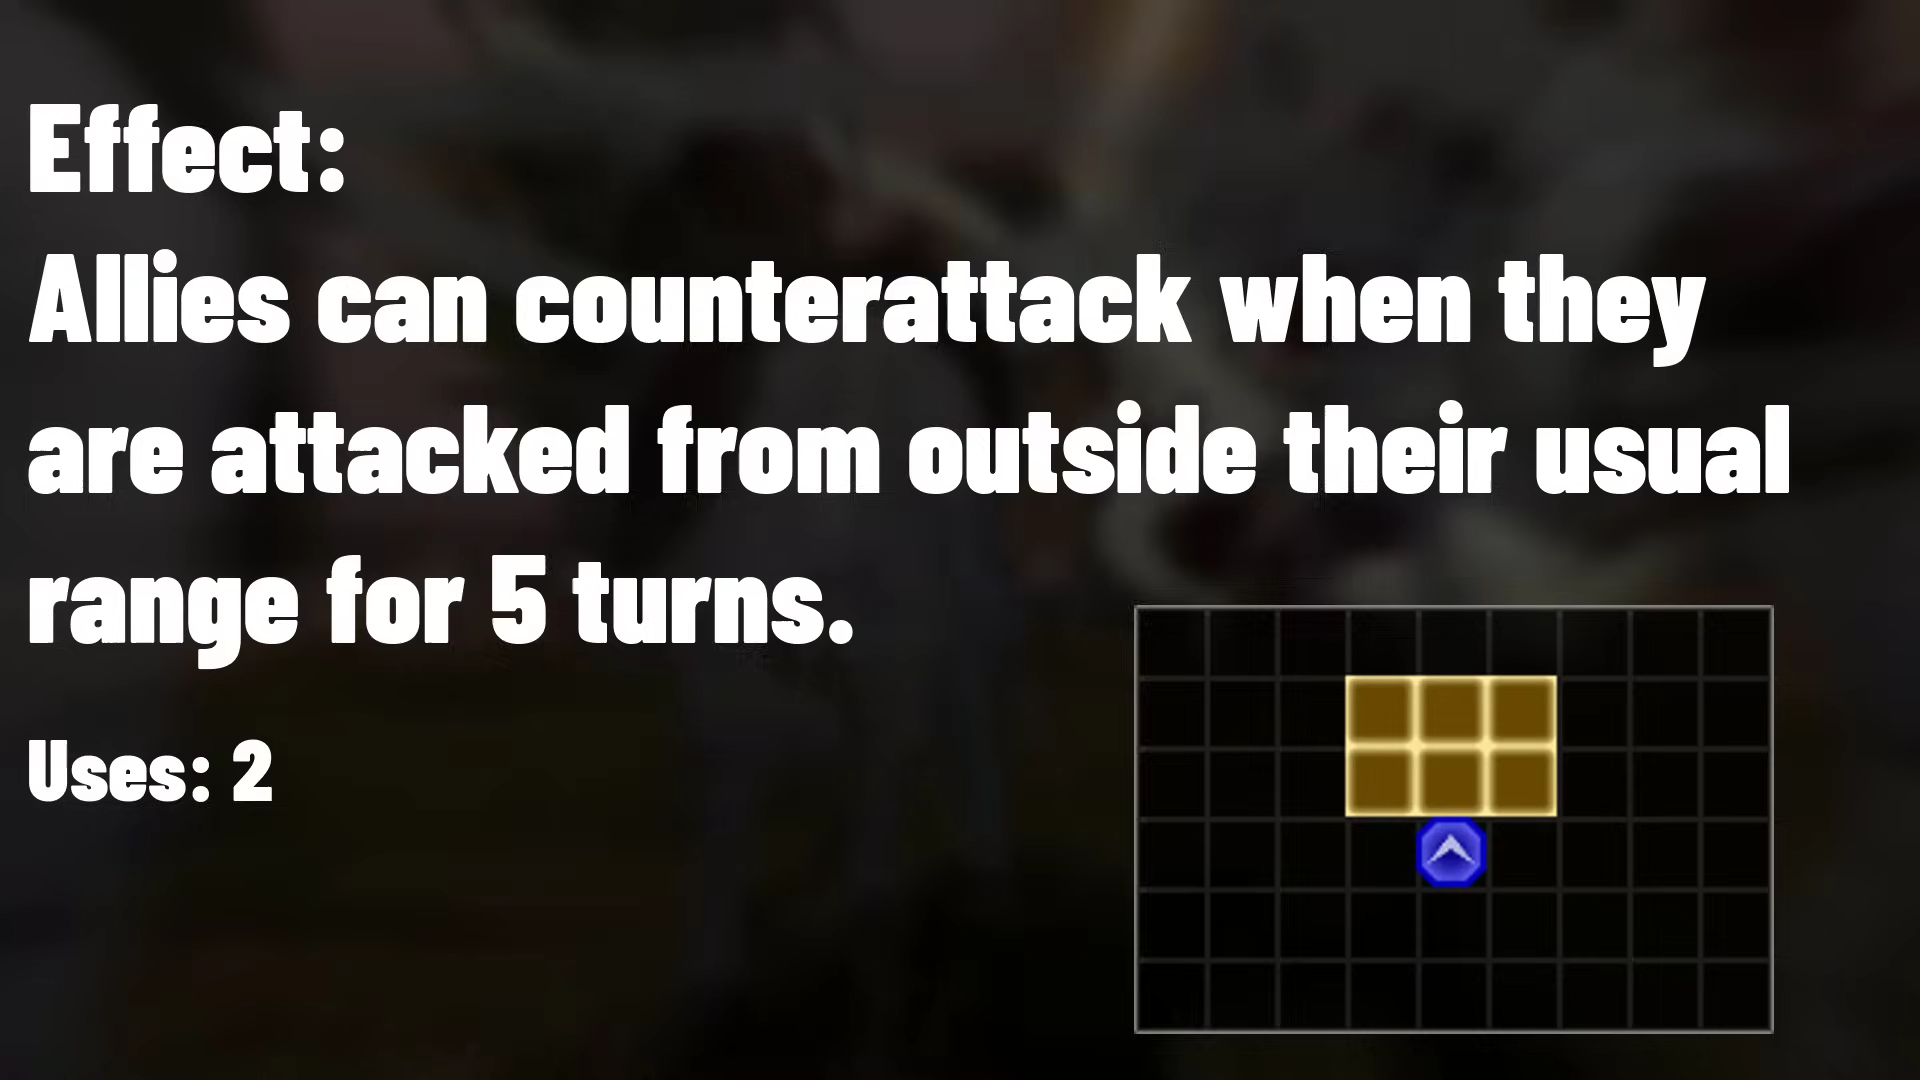 Effect:
Allies can counterattack when they
are attacked from outside their usual
range for 5 turns.
Uses: 2